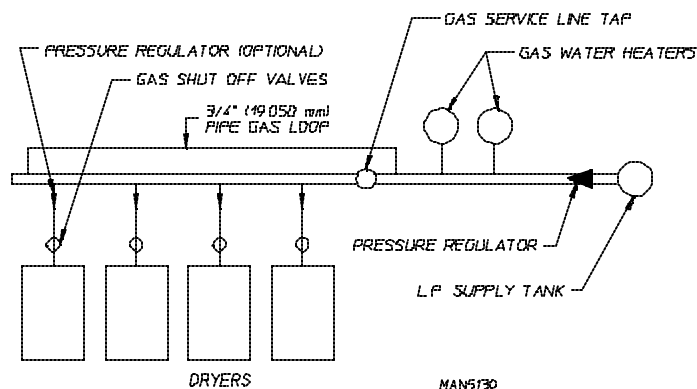 GAS SERVICE LINE TAP
PRESSURE REGULATOR (OPTIONAL)
GAS WATER HEATERS
GAS SHUT OFF VALVES
3/4" (19.050 mm)
PIPE GAS LOOP
PRESSURE REGULATOR
L.P. SUPPLY TANK
DRYERS
MAN5130